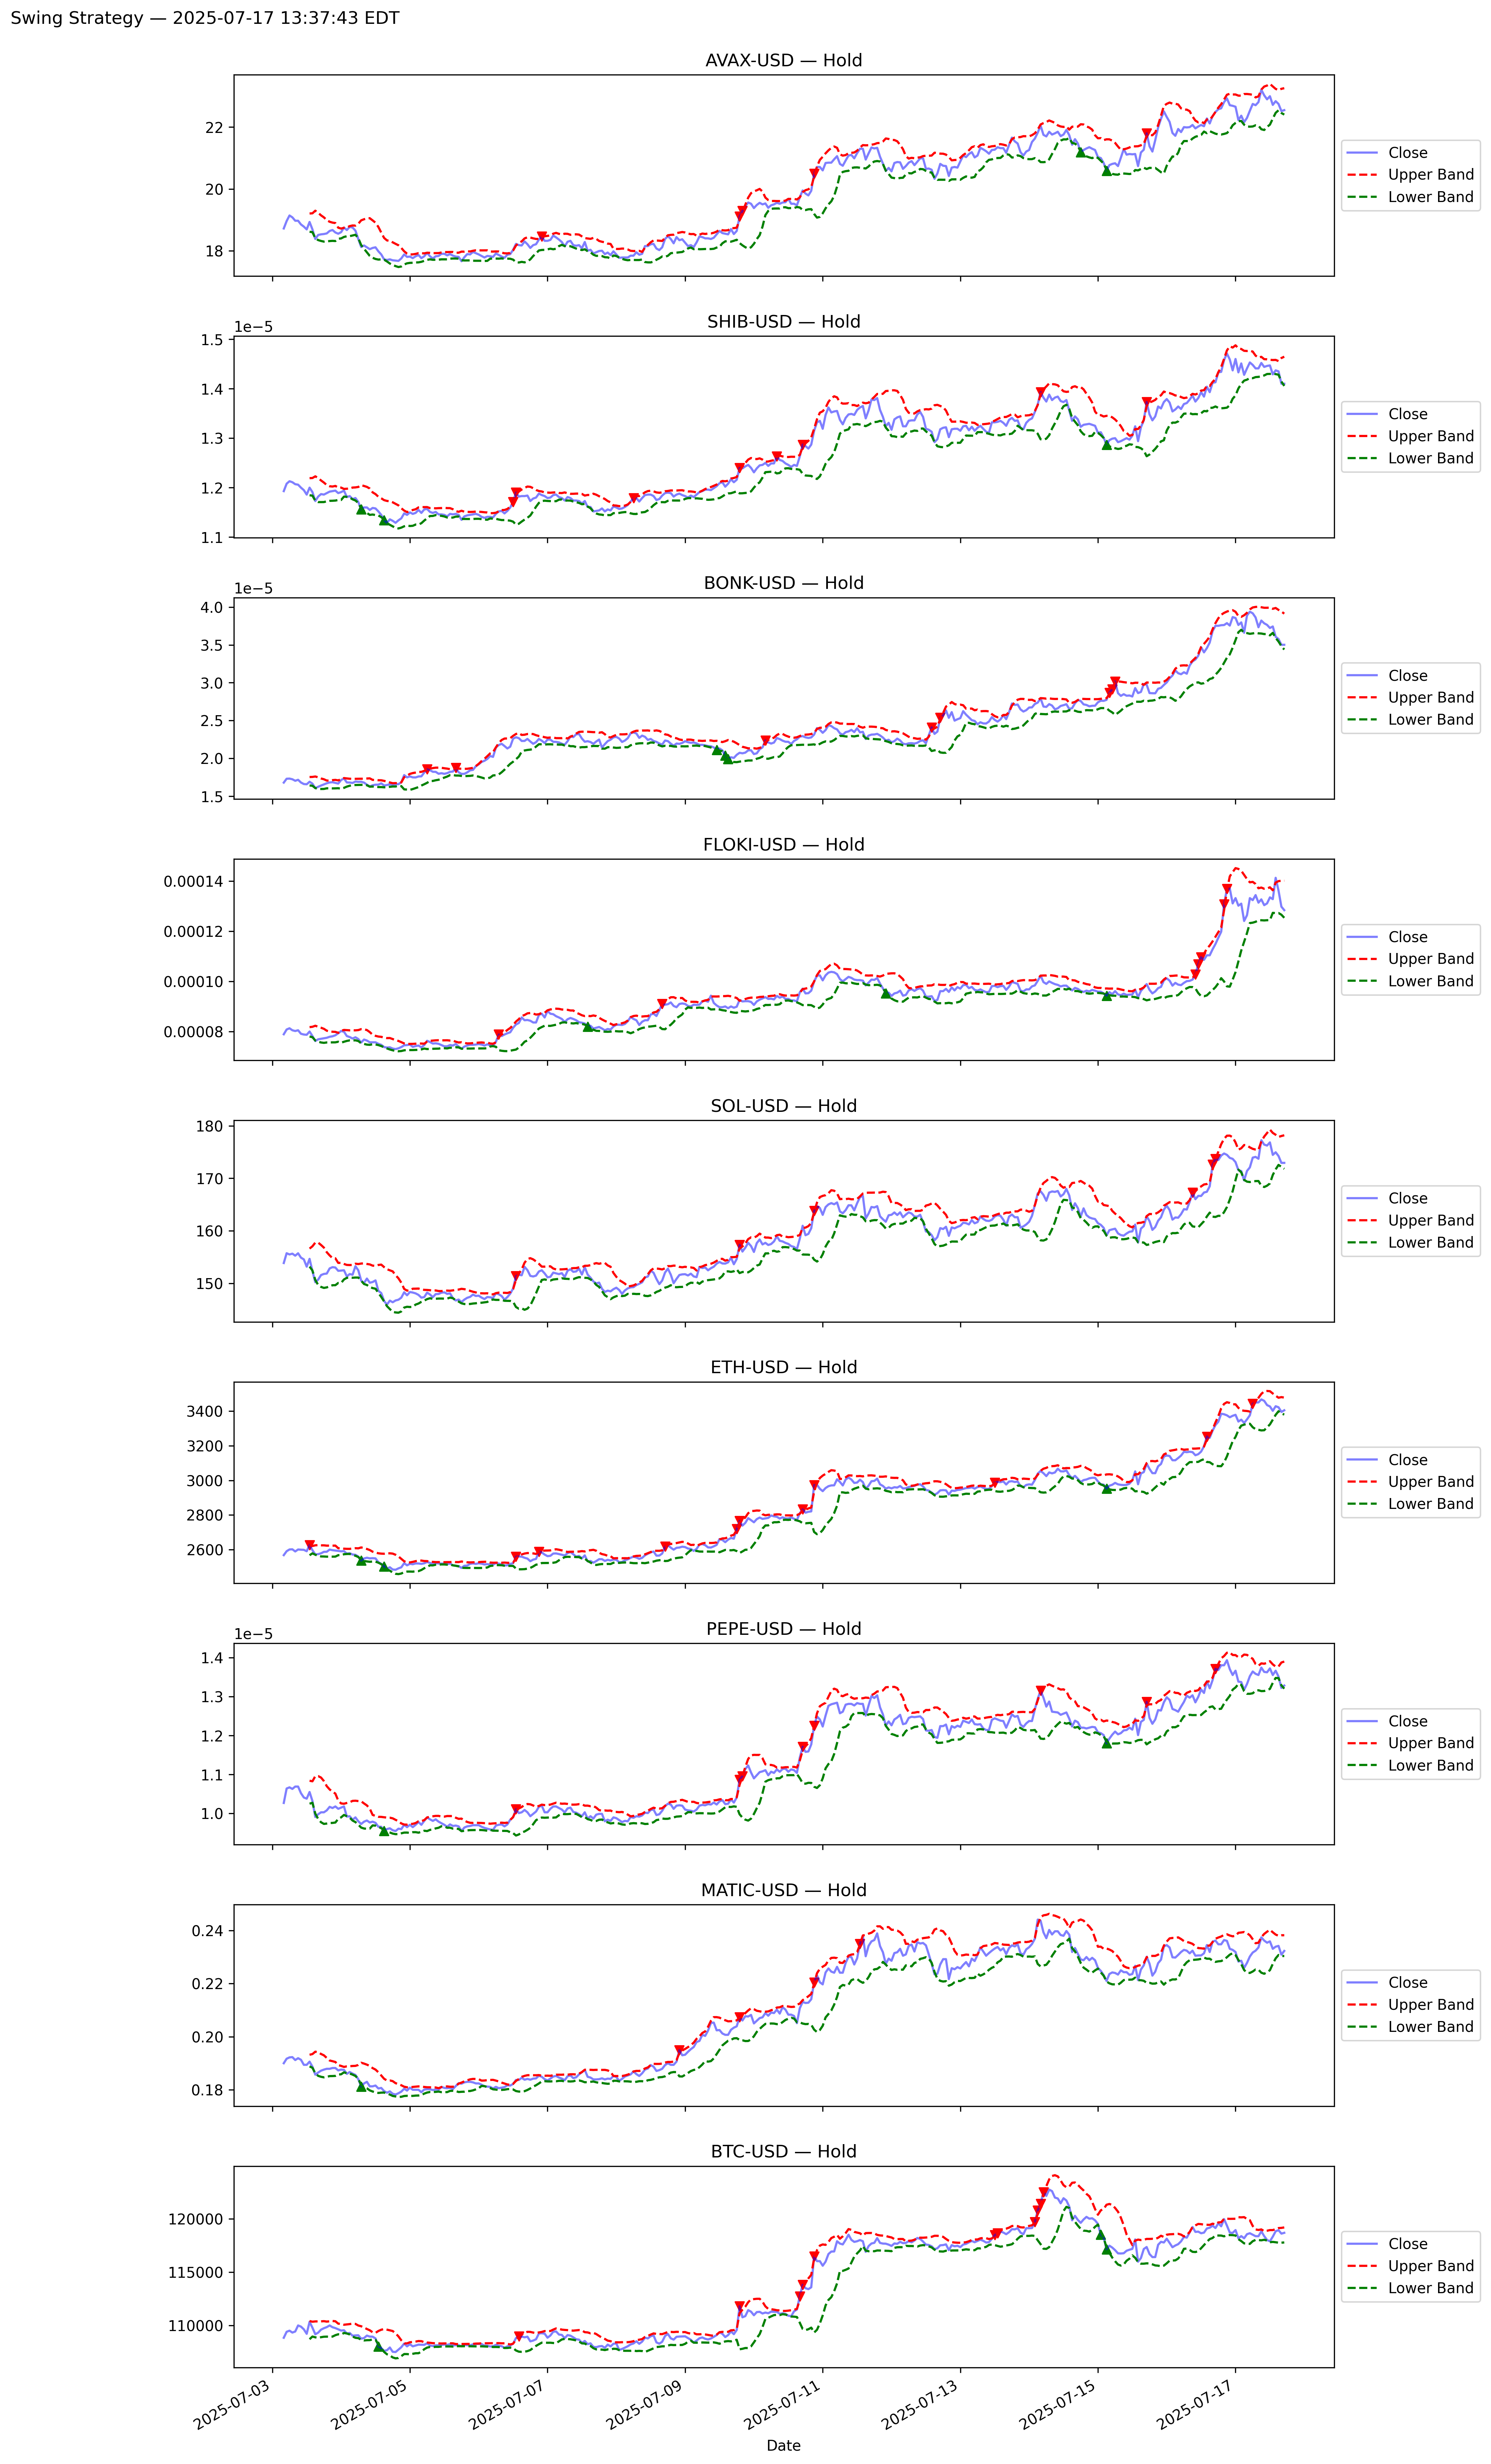 Swing Strategy — 2025-07-17 13:37:43 EDT
AVAX-USD — Hold
22
20
18
Close
Upper Band
Lower Band
SHIB-USD — Hold
1e−5
1.5
1.4
1.3
1.2
1.1
Close
Upper Band
Lower Band
BONK-USD — Hold
1e−5
4.0
3.5
3.0
2.5
2.0
1.5
Close
Upper Band
Lower Band
FLOKI-USD — Hold
0.00014
0.00012
0.00010
0.00008
Close
Upper Band
Lower Band
SOL-USD — Hold
180
170
160
150
Close
Upper Band
Lower Band
ETH-USD — Hold
3400
3200
3000
2800
2600
Close
Upper Band
Lower Band
PEPE-USD — Hold
1e−5
1.4
1.3
1.2
1.1
1.0
Close
Upper Band
Lower Band
MATIC-USD — Hold
0.24
0.22
0.20
0.18
Close
Upper Band
Lower Band
BTC-USD — Hold
120000
115000
110000
Close
Upper Band
Lower Band
2025-07-03
2025-07-05
2025-07-07
2025-07-09
2025-07-11
2025-07-13
2025-07-15
2025-07-17
Date